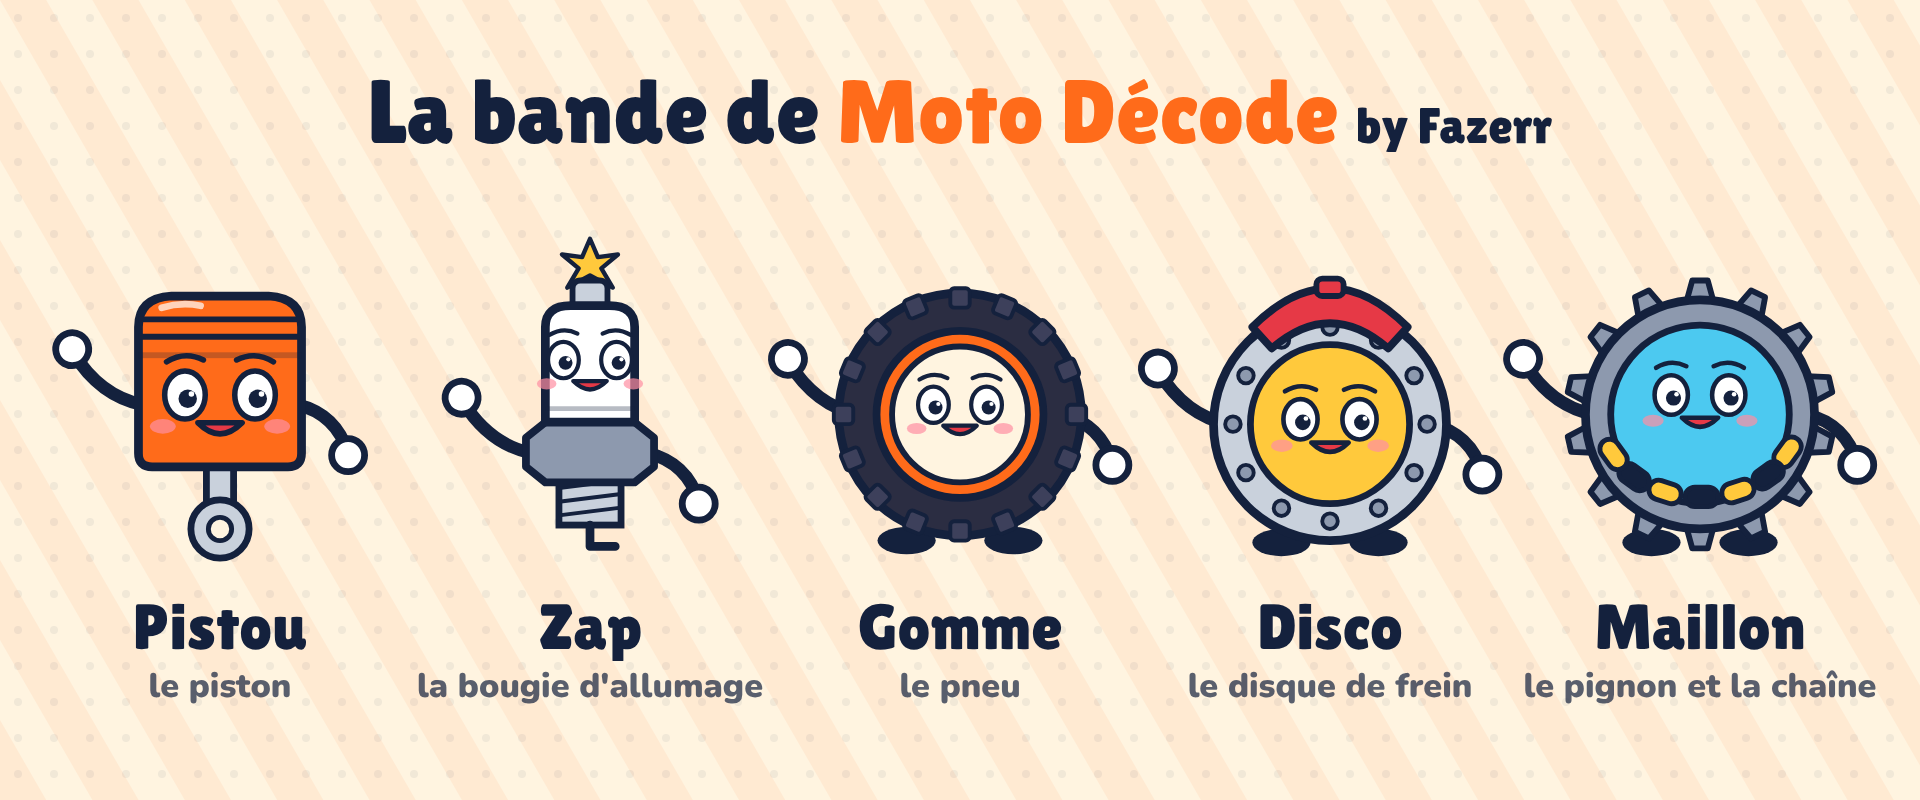 La bande de Moto Décode by Fazerr
Pistou
le piston
Zap
la bougie d'allumage
Gomme
le pneu
Disco
le disque de frein
Maillon
le pignon et la chaîne